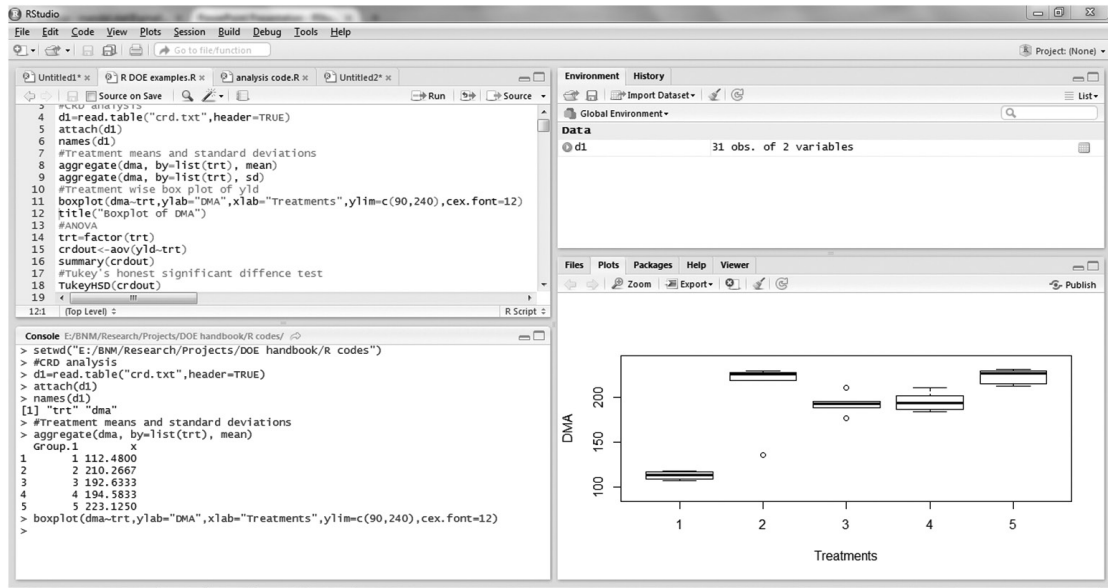 RStudio
File Edit Code View Plots Session Build Debug Tools Help
Go to file/function
Project: (None)
Untitled1* × R DOE examples.R × analysis code.R × Untitled2* ×
Source on Save Run Source
3 #CRD analysis
4 d1=read.table("crd.txt",header=TRUE)
5 attach(d1)
6 names(d1)
7 #Treatment means and standard deviations
8 aggregate(dma, by=list(trt), mean)
9 aggregate(dma, by=list(trt), sd)
10 #Treatment wise box plot of yld
11 boxplot(dma~trt,ylab="DMA",xlab="Treatments",ylim=c(90,240),cex.font=12)
12 title("Boxplot of DMA")
13 #ANOVA
14 trt=factor(trt)
15 crdout<-aov(yld~trt)
16 summary(crdout)
17 #Tukey's honest significant diffence test
18 TukeyHSD(crdout)
19
12:1 (Top Level) R Script
Console E:/BNM/Research/Projects/DOE handbook/R codes/
> setwd("E:/BNM/Research/Projects/DOE handbook/R codes")
> #CRD analysis
> d1=read.table("crd.txt",header=TRUE)
> attach(d1)
> names(d1)
[1] "trt" "dma"
> #Treatment means and standard deviations
> aggregate(dma, by=list(trt), mean)
Group.1 x
1 1 112.4800
2 2 210.2667
3 3 192.6333
4 4 194.5833
5 5 223.1250
> boxplot(dma~trt,ylab="DMA",xlab="Treatments",ylim=c(90,240),cex.font=12)
>
Environment History
Import Dataset List
Global Environment
Data
d1 31 obs. of 2 variables
Files Plots Packages Help Viewer
Zoom Export Publish
DMA
200
150
100
1 2 3 4 5
Treatments